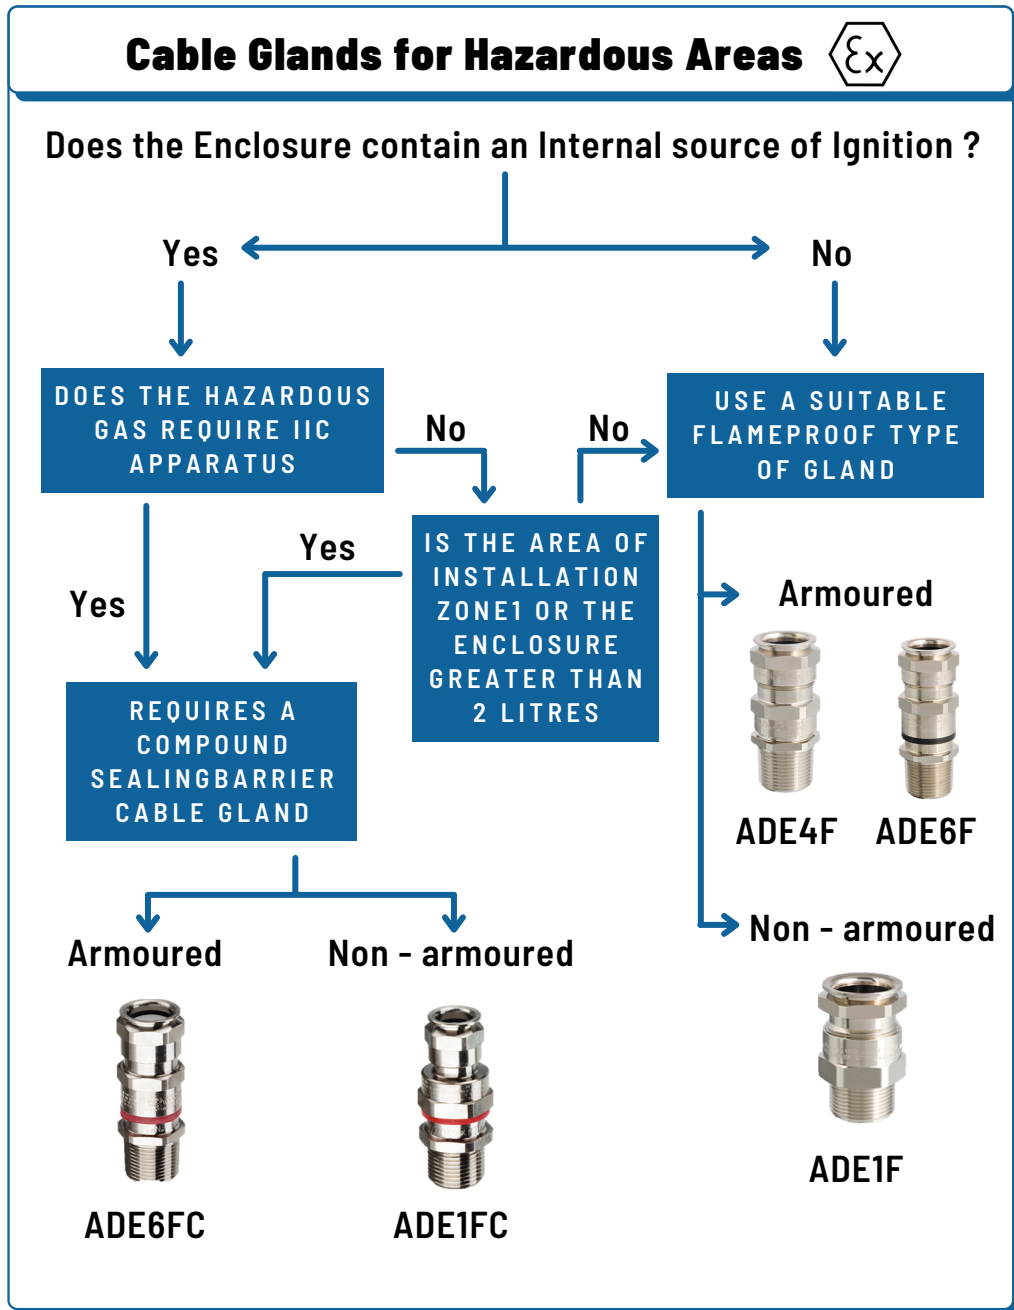 Cable Glands for Hazardous Areas
Ex
Does the Enclosure contain an Internal source of Ignition ?
Yes
No
DOES THE HAZARDOUS
GAS REQUIRE IIC
APPARATUS
No
No
USE A SUITABLE
FLAMEPROOF TYPE
OF GLAND
Yes
Yes
IS THE AREA OF
INSTALLATION
ZONE1 OR THE
ENCLOSURE
GREATER THAN
2 LITRES
REQUIRES A
COMPOUND
SEALINGBARRIER
CABLE GLAND
Armoured
ADE4F
ADE6F
Non - armoured
ADE1F
Armoured
Non - armoured
ADE6FC
ADE1FC